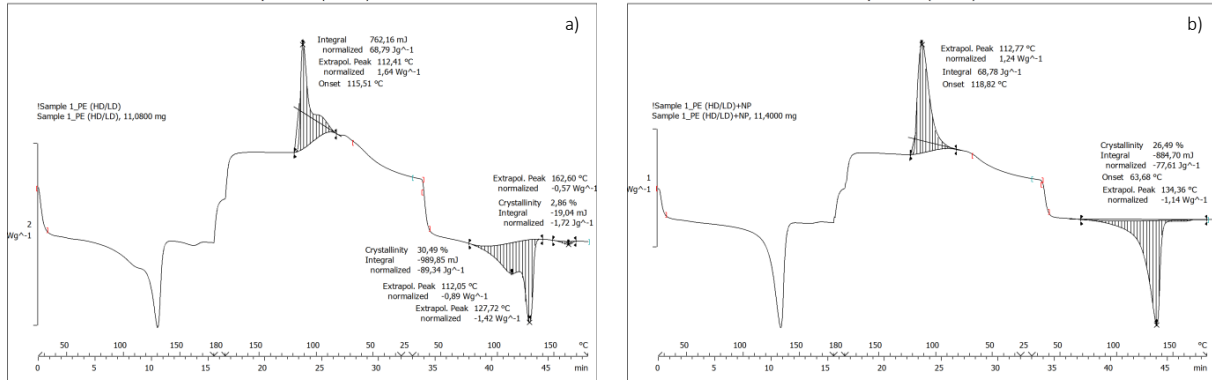 a)
Integral 762,16 mJ
normalized 68,79 Jg^-1
Extrapol. Peak 112,41 °C
normalized 1,64 Wg^-1
Onset 115,51 °C
!Sample 1_PE (HD/LD)
Sample 1_PE (HD/LD), 11,0800 mg
Extrapol. Peak 162,60 °C
normalized -0,57 Wg^-1
Crystallinity 2,86 %
Integral -19,04 mJ
normalized -1,72 Jg^-1
2
Wg^-1
Crystallinity 30,49 %
Integral -989,85 mJ
normalized -89,34 Jg^-1
Extrapol. Peak 112,05 °C
normalized -0,89 Wg^-1
Extrapol. Peak 127,72 °C
normalized -1,42 Wg^-1
50 100 180 150 100 50 25 50 100 150 °C
0 5 10 15 20 25 30 35 40 45 min
b)
Extrapol. Peak 112,77 °C
normalized 1,24 Wg^-1
Integral 68,78 Jg^-1
Onset 118,82 °C
!Sample 1_PE (HD/LD)+NP
Sample 1_PE (HD/LD)+NP, 11,4000 mg
Crystallinity 26,49 %
Integral -884,70 mJ
normalized -77,61 Jg^-1
Onset 63,68 °C
Extrapol. Peak 134,36 °C
normalized -1,14 Wg^-1
1
Wg^-1
50 100 180 150 100 50 25 50 100 150 °C
0 5 10 15 20 25 30 35 40 45 min